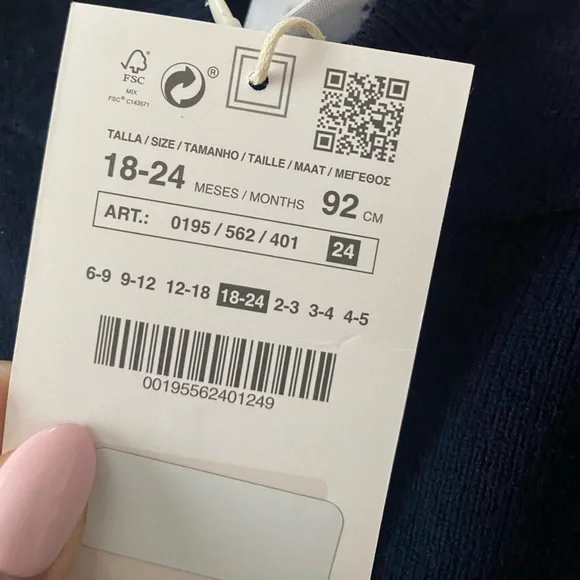 FSC
MIX
FSC® C143571
®
TALLA / SIZE / TAMANHO / TAILLE / MAAT / ΜΕΓΕΘΟΣ
18-24 MESES / MONTHS 92 CM
ART.: 0195 / 562 / 401 24
6-9 9-12 12-18 18-24 2-3 3-4 4-5
00195562401249